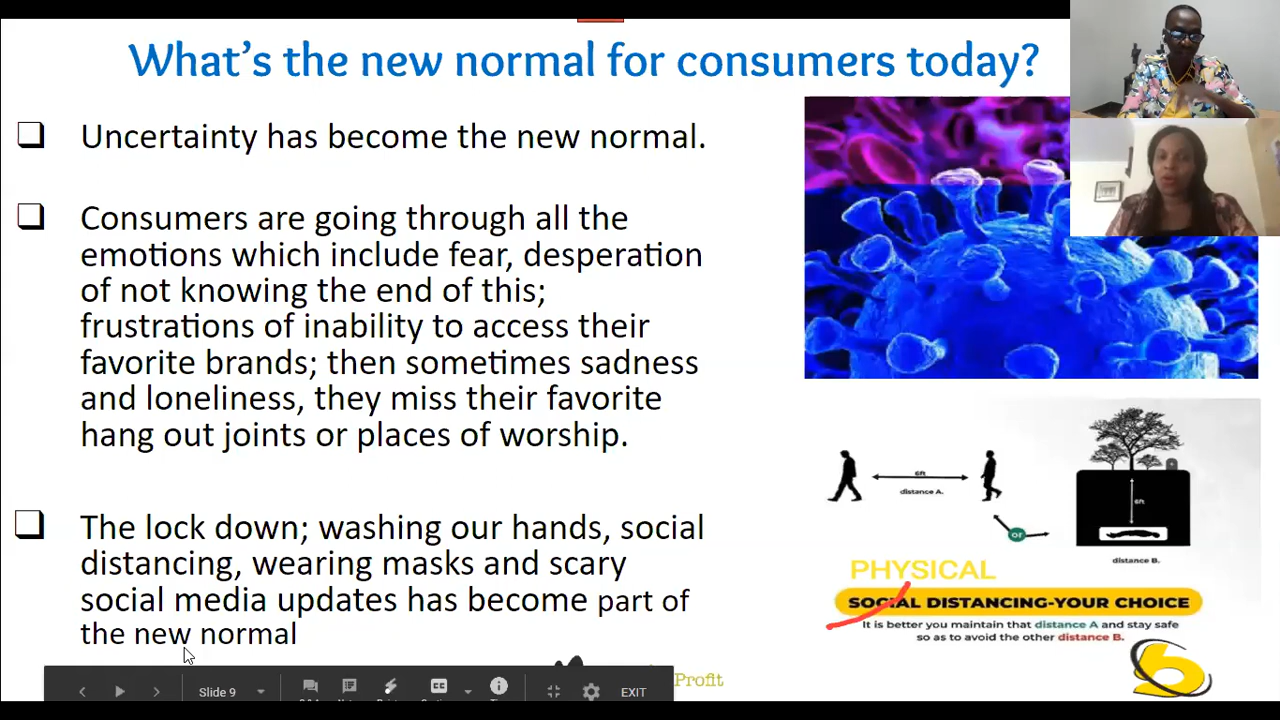 What's the new normal for consumers today?
❑ Uncertainty has become the new normal.
❑ Consumers are going through all the
emotions which include fear, desperation
of not knowing the end of this;
frustrations of inability to access their
favorite brands; then sometimes sadness
and loneliness, they miss their favorite
hang out joints or places of worship.
❑ The lock down; washing our hands, social
distancing, wearing masks and scary
social media updates has become part of
the new normal
6ft
distance A.
or
6ft
distance B.
PHYSICAL
SOCIAL DISTANCING-YOUR CHOICE
It is better you maintain that distance A and stay safe
so as to avoid the other distance B.
Profit
Slide 9
EXIT